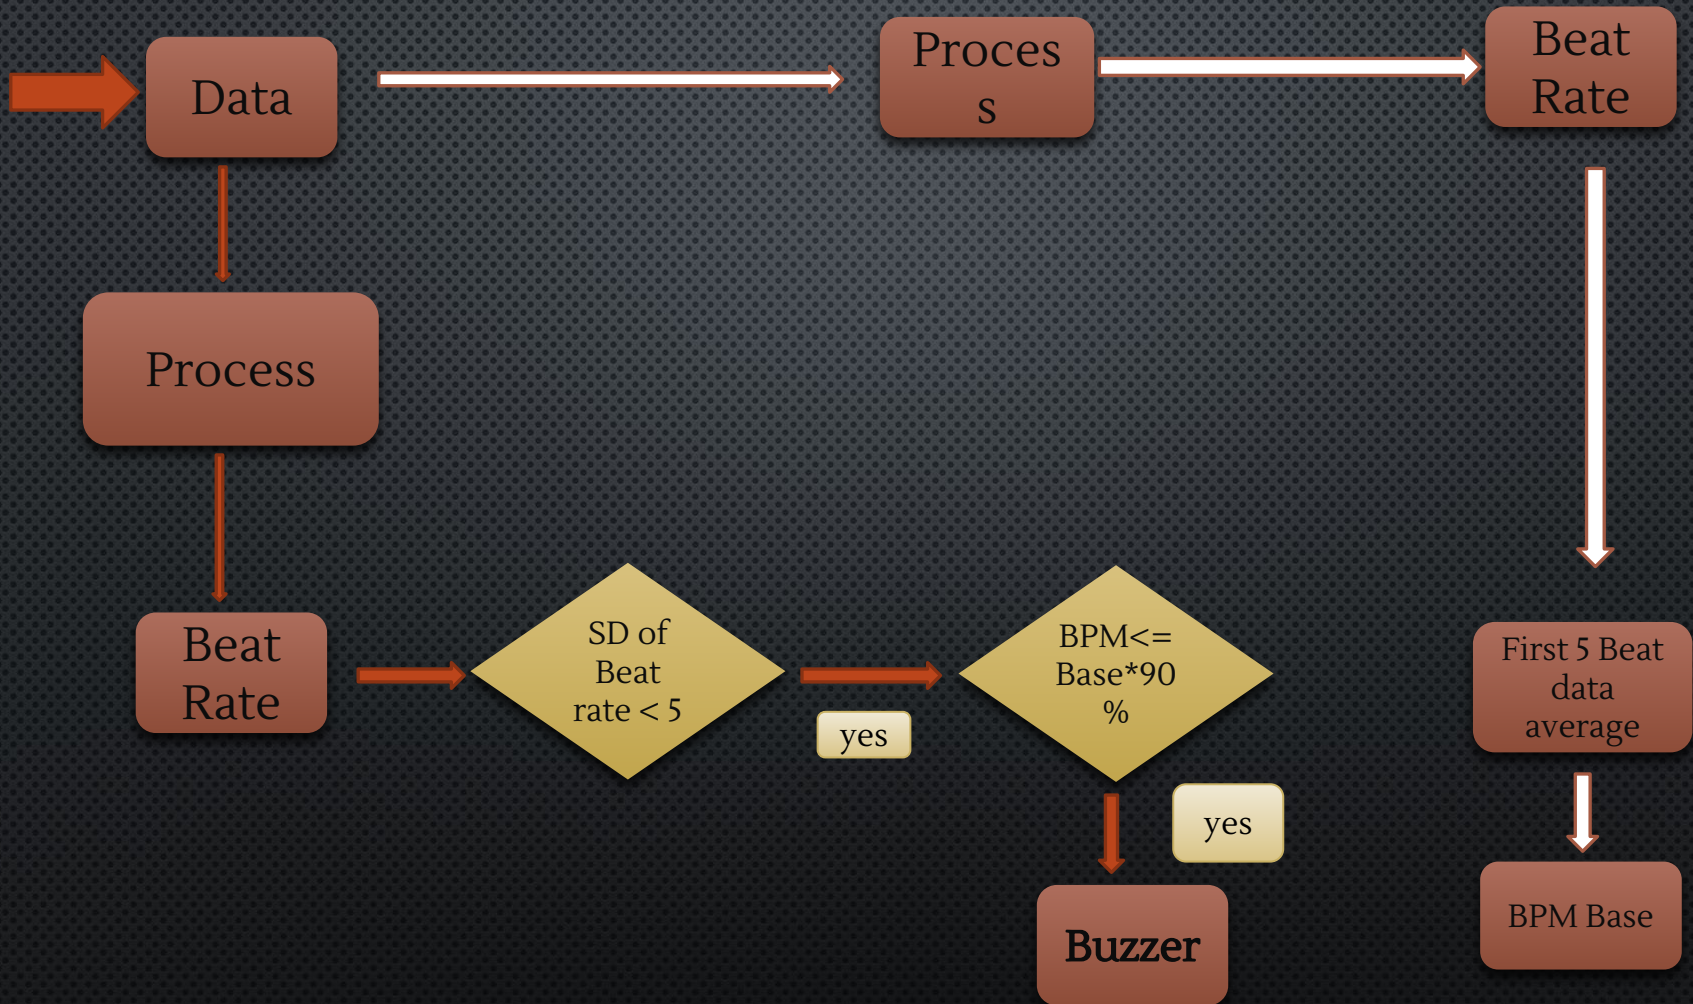 Data
Proces
s
Beat
Rate
Process
Beat
Rate
SD of
Beat
rate < 5
yes
BPM<=
Base*90
%
yes
Buzzer
First 5 Beat
data
average
BPM Base